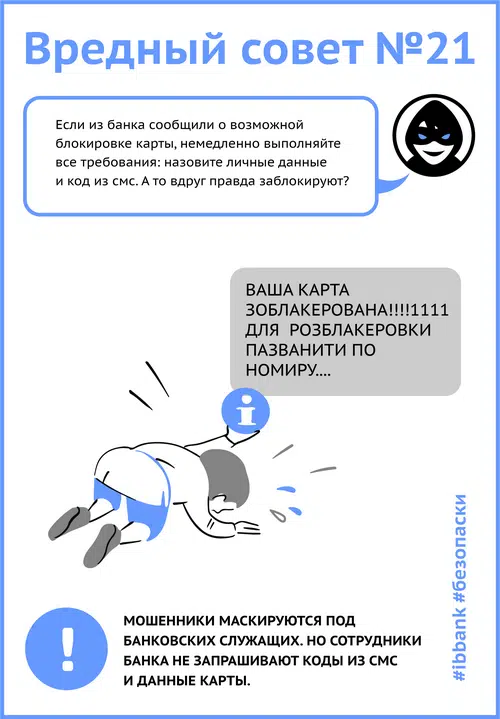 Вредный совет №21
Если из банка сообщили о возможной
блокировке карты, немедленно выполняйте
все требования: назовите личные данные
и код из смс. А то вдруг правда заблокируют?
ВАША КАРТА
ЗОБЛАКЕРОВАНА!!!!1111
ДЛЯ РОЗБЛАКЕРОВКИ
ПАЗВАНИТИ ПО
НОМИРУ....
i
#ibbank #безопаски
!
МОШЕННИКИ МАСКИРУЮТСЯ ПОД
БАНКОВСКИХ СЛУЖАЩИХ. НО СОТРУДНИКИ
БАНКА НЕ ЗАПРАШИВАЮТ КОДЫ ИЗ СМС
И ДАННЫЕ КАРТЫ.